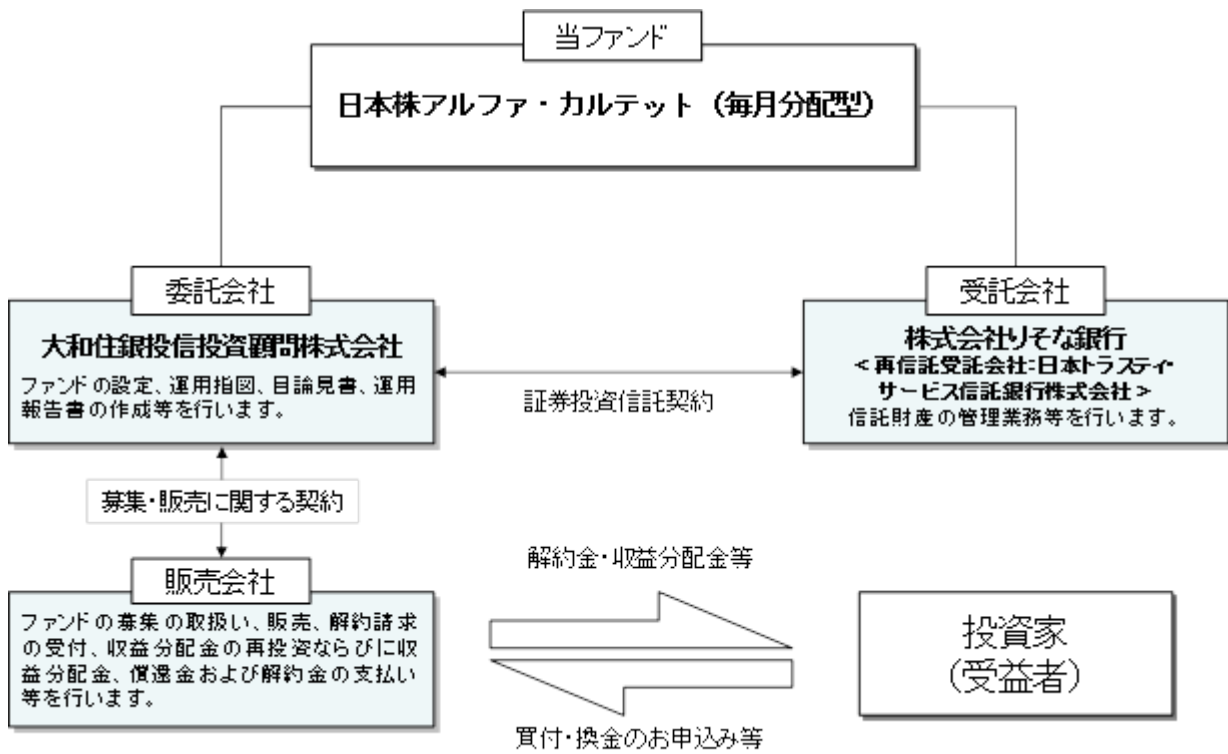 当ファンド
日本株アルファ・カルテット（毎月分配型）
委託会社
大和住銀投信投資顧問株式会社
ファンドの設定、運用指図、目論見書、運用
報告書の作成等を行います。
証券投資信託契約
受託会社
株式会社りそな銀行
＜再信託受託会社:日本トラスティ・
サービス信託銀行株式会社＞
信託財産の管理業務等を行います。
募集・販売に関する契約
販売会社
ファンドの募集の取扱い、販売、解約請求
の受付、収益分配金の再投資ならびに収
益分配金、償還金および解約金の支払い
等を行います。
解約金・収益分配金等
買付・換金のお申込み等
投資家
（受益者）